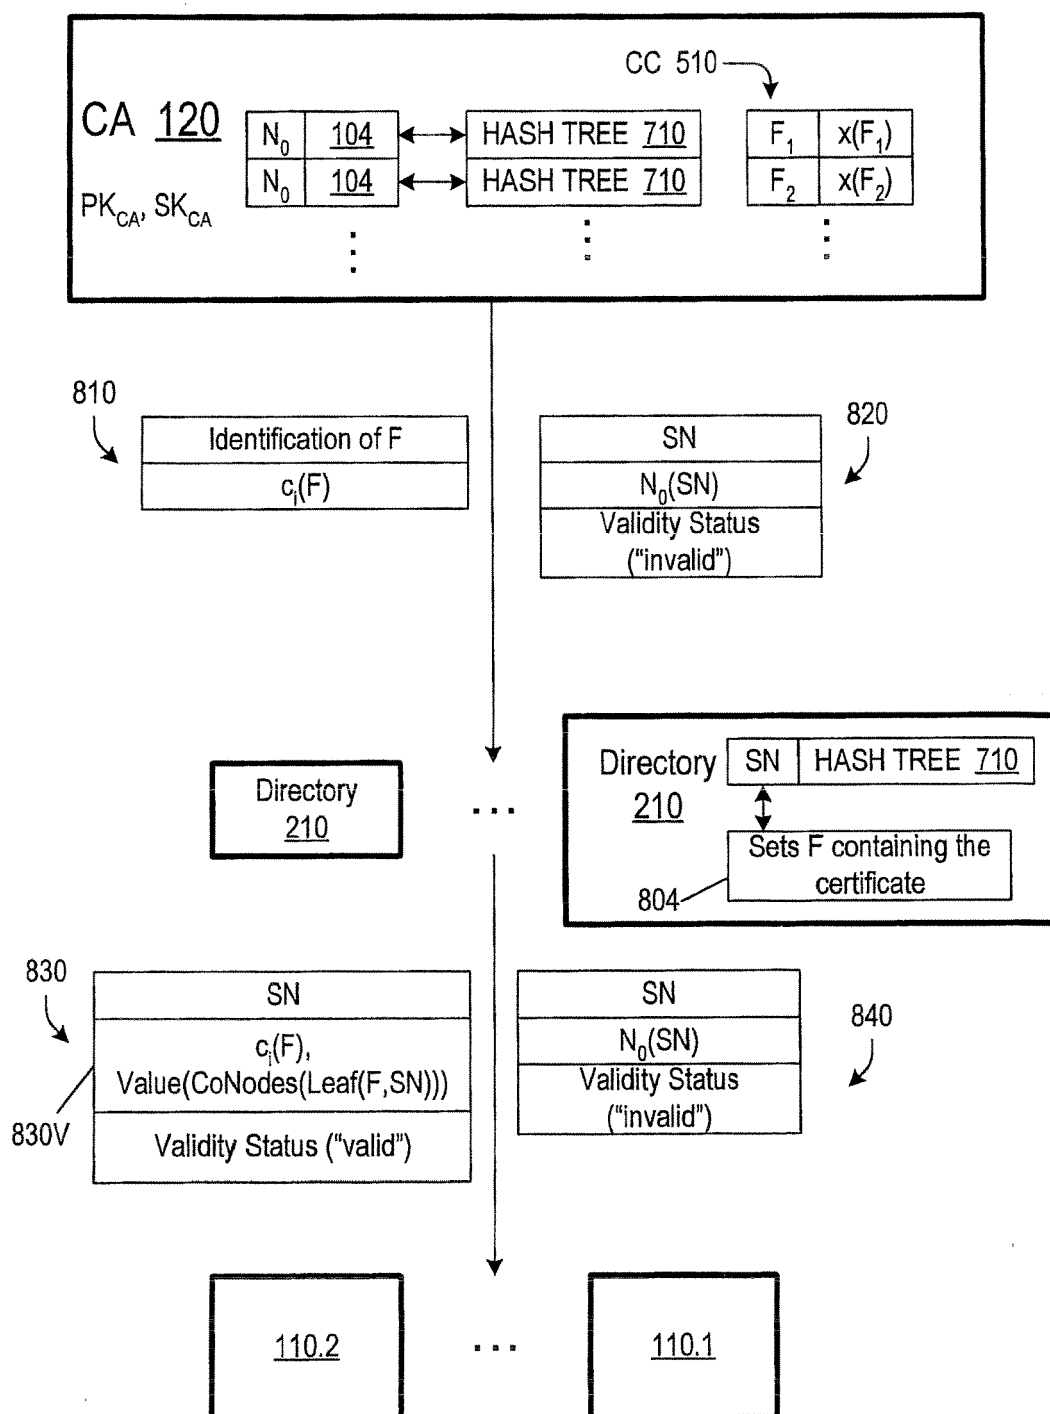 CC 510
CA 120
N₀ 104 HASH TREE 710 F₁ x(F₁)
N₀ 104 HASH TREE 710 F₂ x(F₂)
PK_CA, SK_CA
810
Identification of F
cᵢ(F)
820
SN
N₀(SN)
Validity Status
(“invalid”)
Directory
210
Directory
210
SN HASH TREE 710
Sets F containing the
certificate
804
830
SN
cᵢ(F),
Value(CoNodes(Leaf(F,SN)))
830V
Validity Status (“valid”)
SN
N₀(SN)
Validity Status
(“invalid”)
840
110.2
110.1